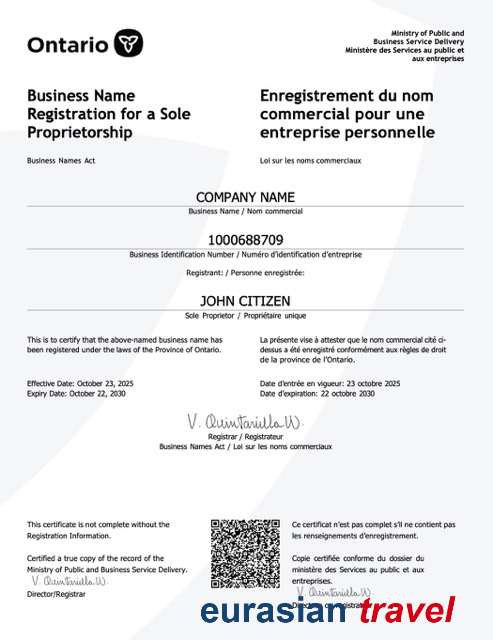 Ontario
Ministry of Public and
Business Service Delivery
Ministère des Services au public et
aux entreprises
Business Name
Registration for a Sole
Proprietorship
Enregistrement du nom
commercial pour une
entreprise personnelle
Business Names Act
Loi sur les noms commerciaux
COMPANY NAME
Business Name / Nom commercial
1000688709
Business Identification Number / Numéro d'identification d'entreprise
Registrant: / Personne enregistrée:
JOHN CITIZEN
Sole Proprietor / Propriétaire unique
This is to certify that the above-named business name has
been registered under the laws of the Province of Ontario.
La présente vise à attester que le nom commercial cité ci-
dessus a été enregistré conformément aux règles de droit
de la province de l'Ontario.
Effective Date: October 23, 2025
Expiry Date: October 22, 2030
Date d'entrée en vigueur: 23 octobre 2025
Date d'expiration: 22 octobre 2030
V. Quintanilla W.
Registrar / Registrateur
Business Names Act / Loi sur les noms commerciaux
This certificate is not complete without the
Registration Information.
Certified a true copy of the record of the
Ministry of Public and Business Service Delivery.
V. Quintanilla W.
Director/Registrar
Ce certificat n'est pas complet s'il ne contient pas
les renseignements d'enregistrement.
Copie certifiée conforme du dossier du
ministère des Services au public et aux
entreprises.
V. Quintanilla W.
eurasian travel